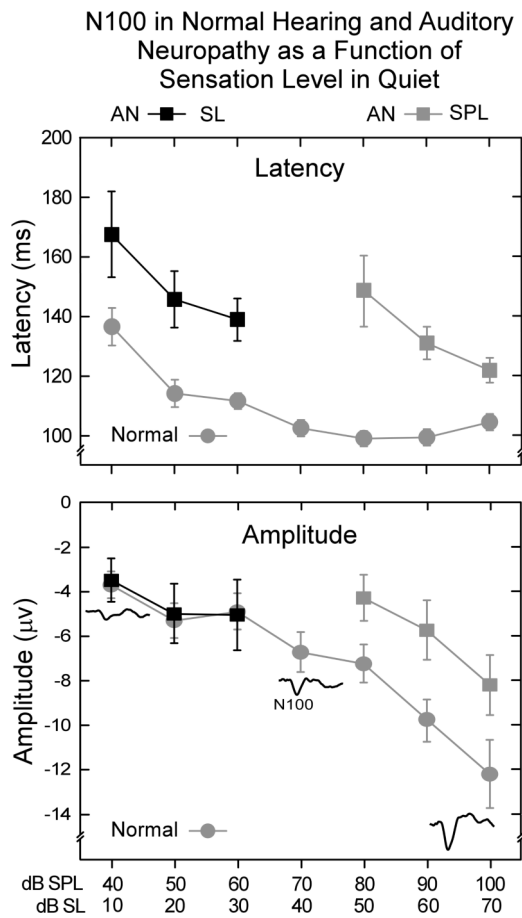 N100 in Normal Hearing and Auditory
Neuropathy as a Function of
Sensation Level in Quiet
AN SL AN SPL
200
Latency
180
160
140
120
100
Latency (ms)
Normal
0
Amplitude
-2
-4
-6
-8
-10
-12
-14
Amplitude (μv)
N100
Normal
dB SPL 40 50 60 70 80 90 100
dB SL 10 20 30 40 50 60 70